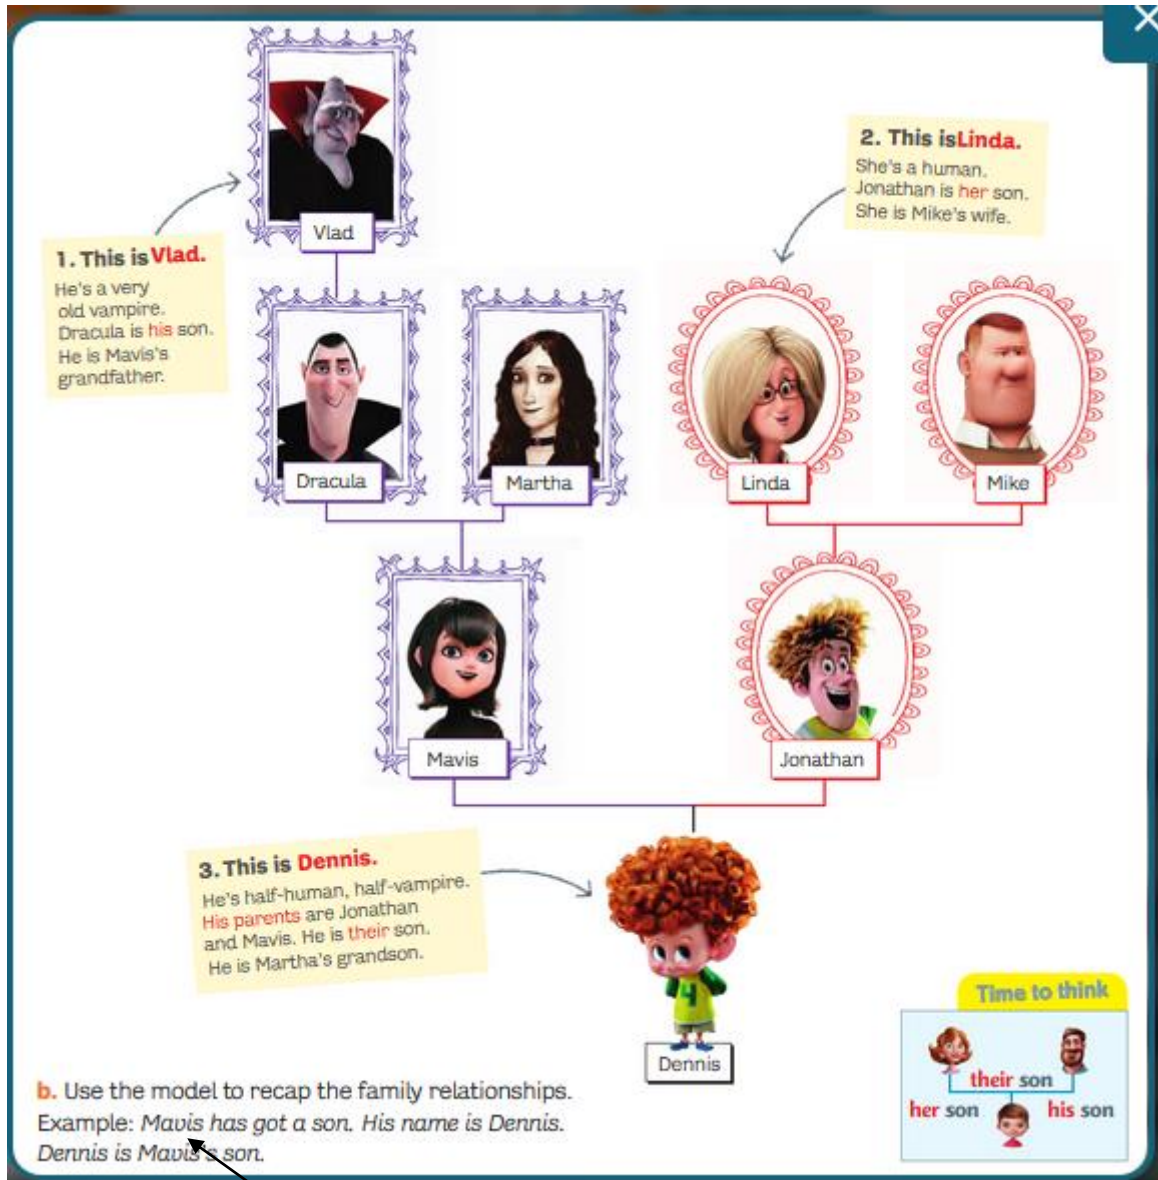 Vlad
1. This is Vlad.
He's a very
old vampire.
Dracula is his son.
He is Mavis's
grandfather.
2. This isLinda.
She's a human.
Jonathan is her son.
She is Mike's wife.
Dracula
Martha
Linda
Mike
Mavis
Jonathan
3. This is Dennis.
He's half-human, half-vampire.
His parents are Jonathan
and Mavis. He is their son.
He is Martha's grandson.
4
Dennis
Time to think
their son
her son
his son
b. Use the model to recap the family relationships.
Example: Mavis has got a son. His name is Dennis.
Dennis is Mavis's son.